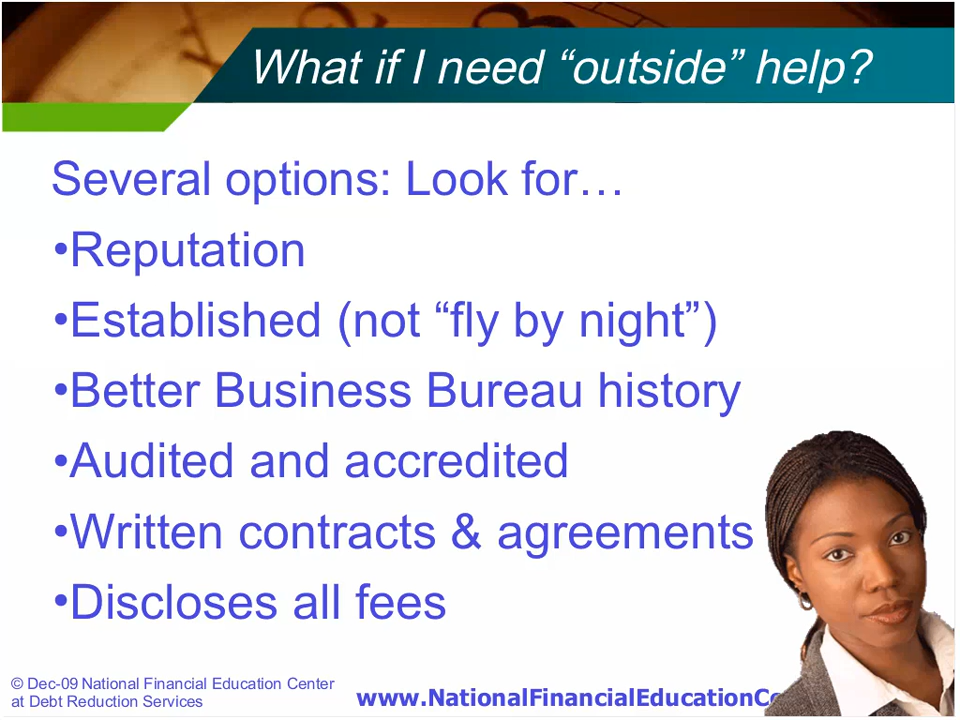 What if I need “outside” help?
Several options: Look for…
•Reputation
•Established (not “fly by night”)
•Better Business Bureau history
•Audited and accredited
•Written contracts & agreements
•Discloses all fees
© Dec-09 National Financial Education Center
at Debt Reduction Services